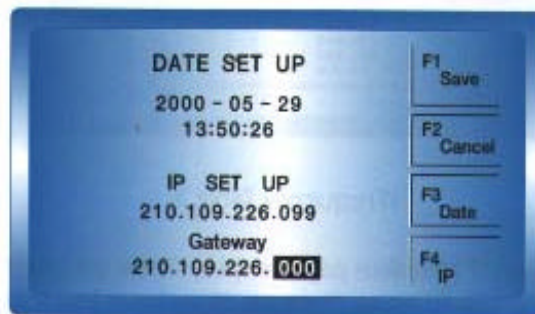 DATE SET UP
2000 - 05 - 29
13:50:26
IP SET UP
210.109.226.099
Gateway
210.109.226.000
F1
Save
F2
Cancel
F3
Date
F4
IP